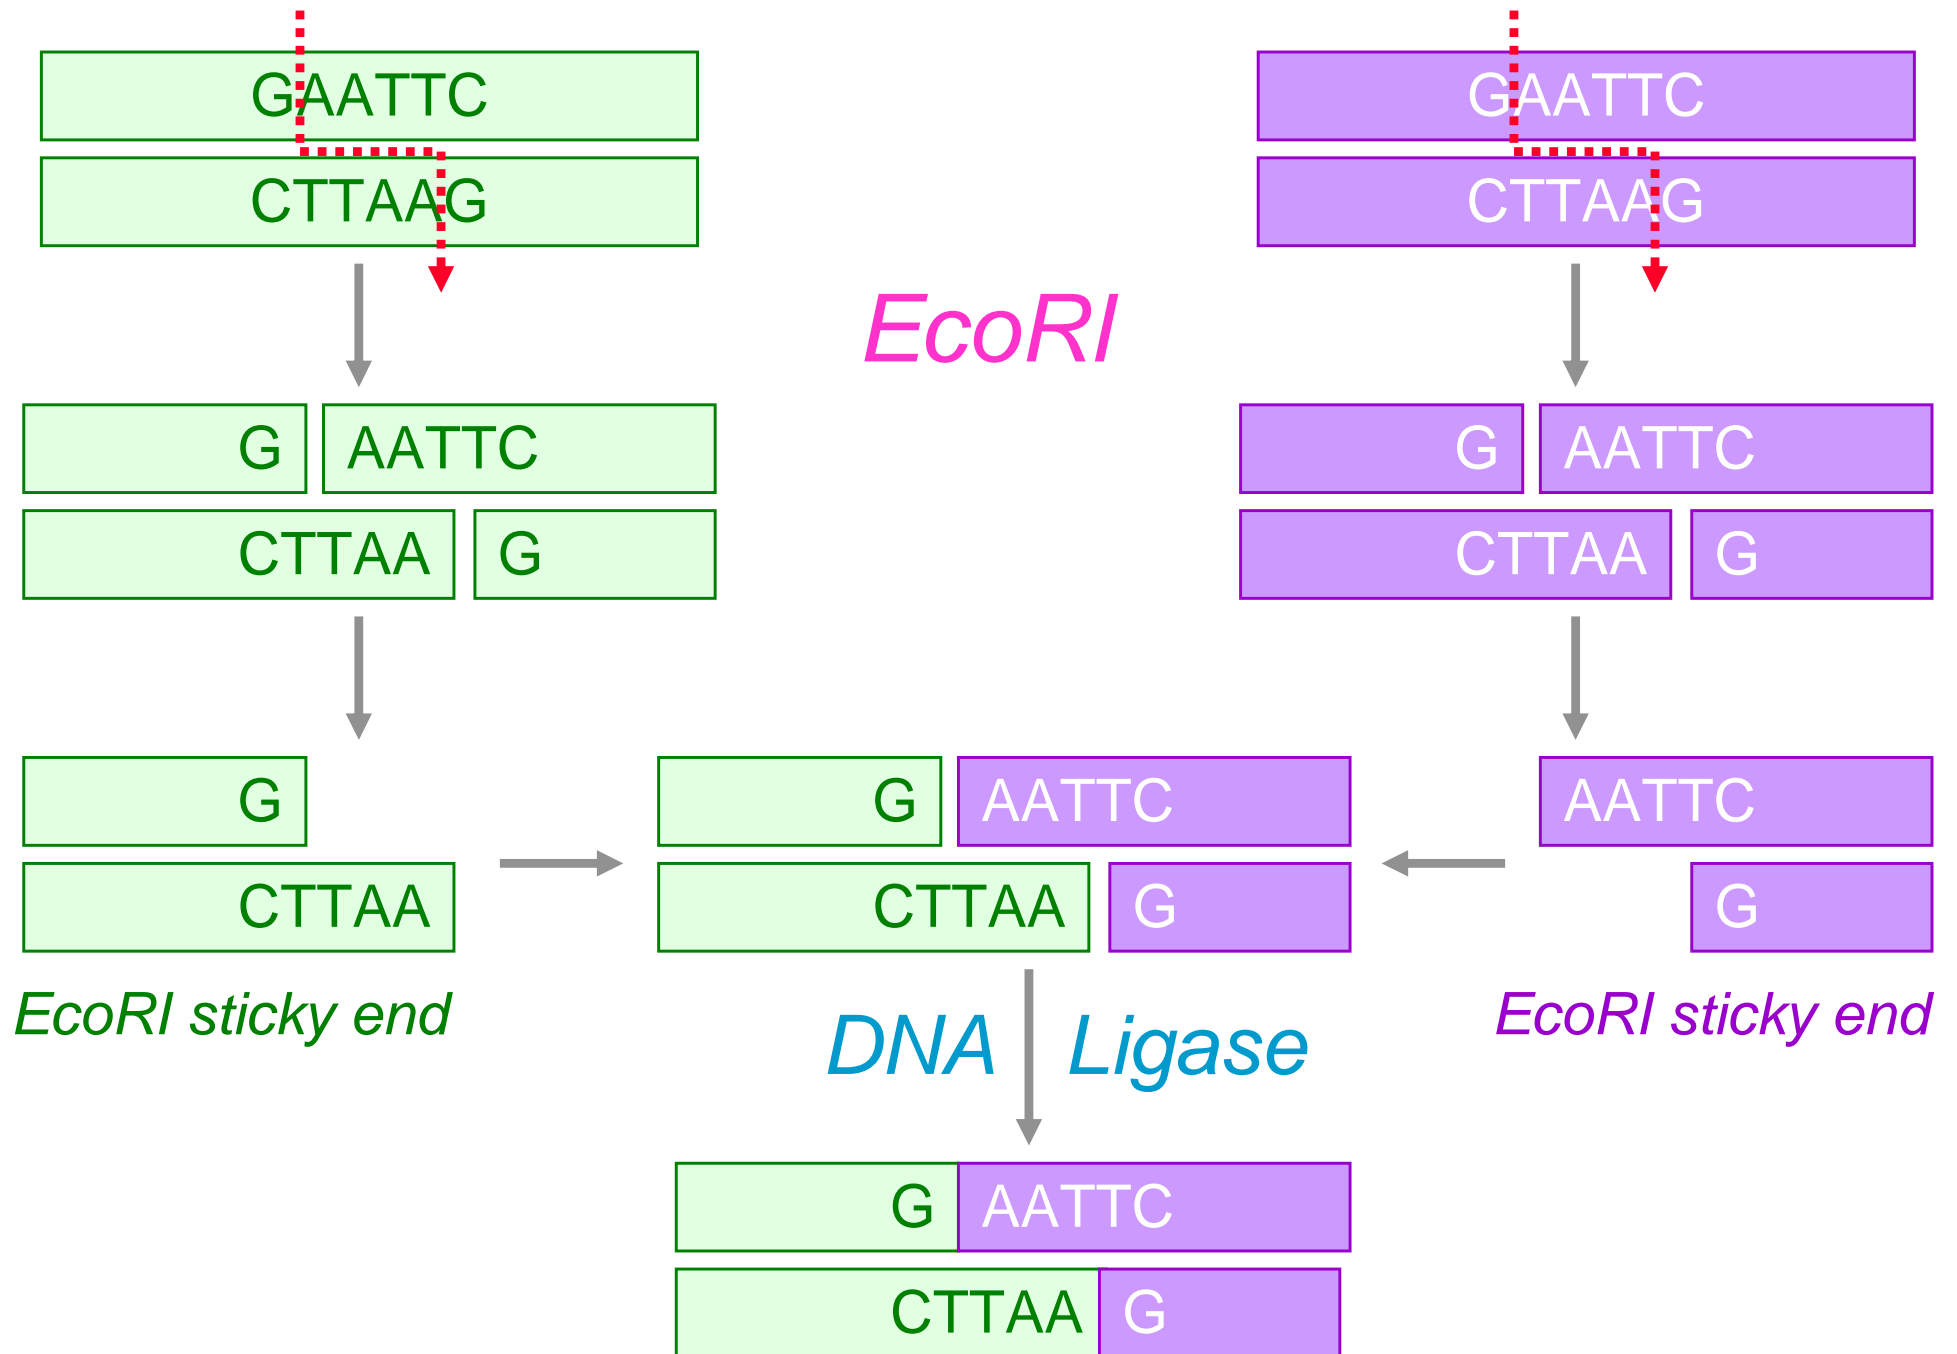 GAATTC GAATTC
CTTAAG CTTAAG
EcoRI
G AATTC G AATTC
CTTAA G CTTAA G
G G AATTC AATTC
CTTAA CTTAA G G
EcoRI sticky end EcoRI sticky end
DNA Ligase
G AATTC
CTTAA G